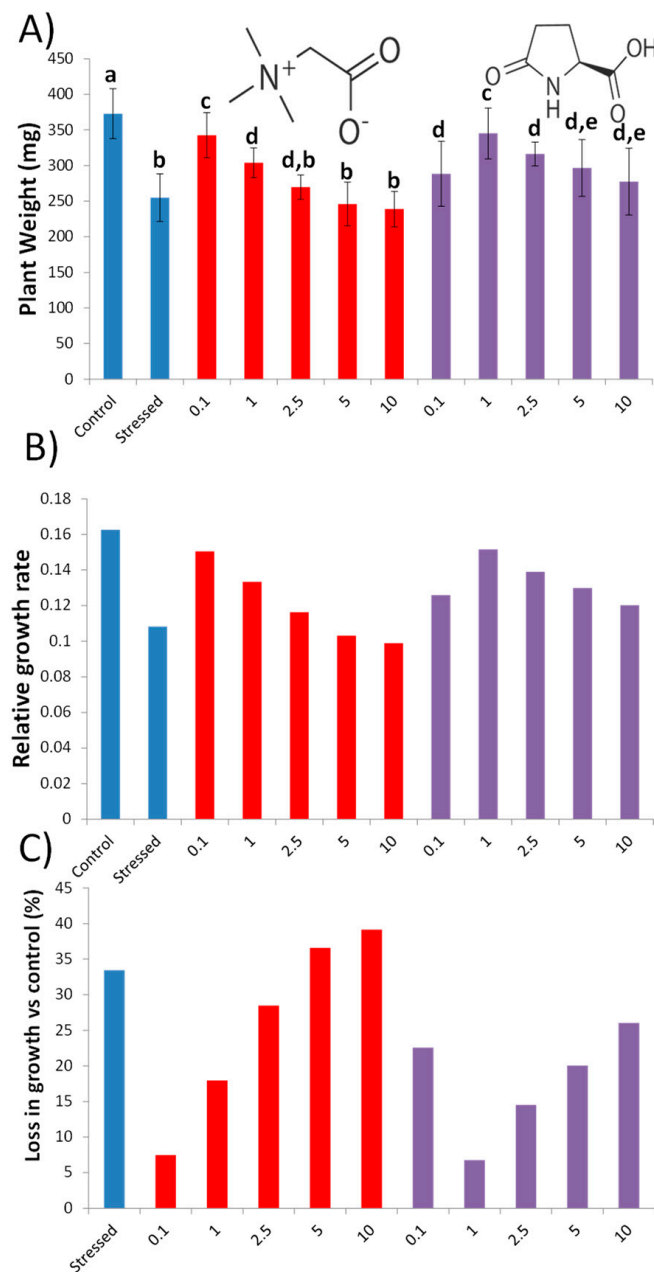 A)
Plant Weight (mg)
450
400
350
300
250
200
150
100
50
0
a
b
c
d
d,b
b
b
d
c
d
d,e
d,e
N+
O
O-
O
N
H
OH
O
Control
Stressed
0.1
1
2.5
5
10
0.1
1
2.5
5
10
B)
Relative growth rate
0.18
0.16
0.14
0.12
0.1
0.08
0.06
0.04
0.02
0
Control
Stressed
0.1
1
2.5
5
10
0.1
1
2.5
5
10
C)
Loss in growth vs control (%)
45
40
35
30
25
20
15
10
5
0
Stressed
0.1
1
2.5
5
10
0.1
1
2.5
5
10